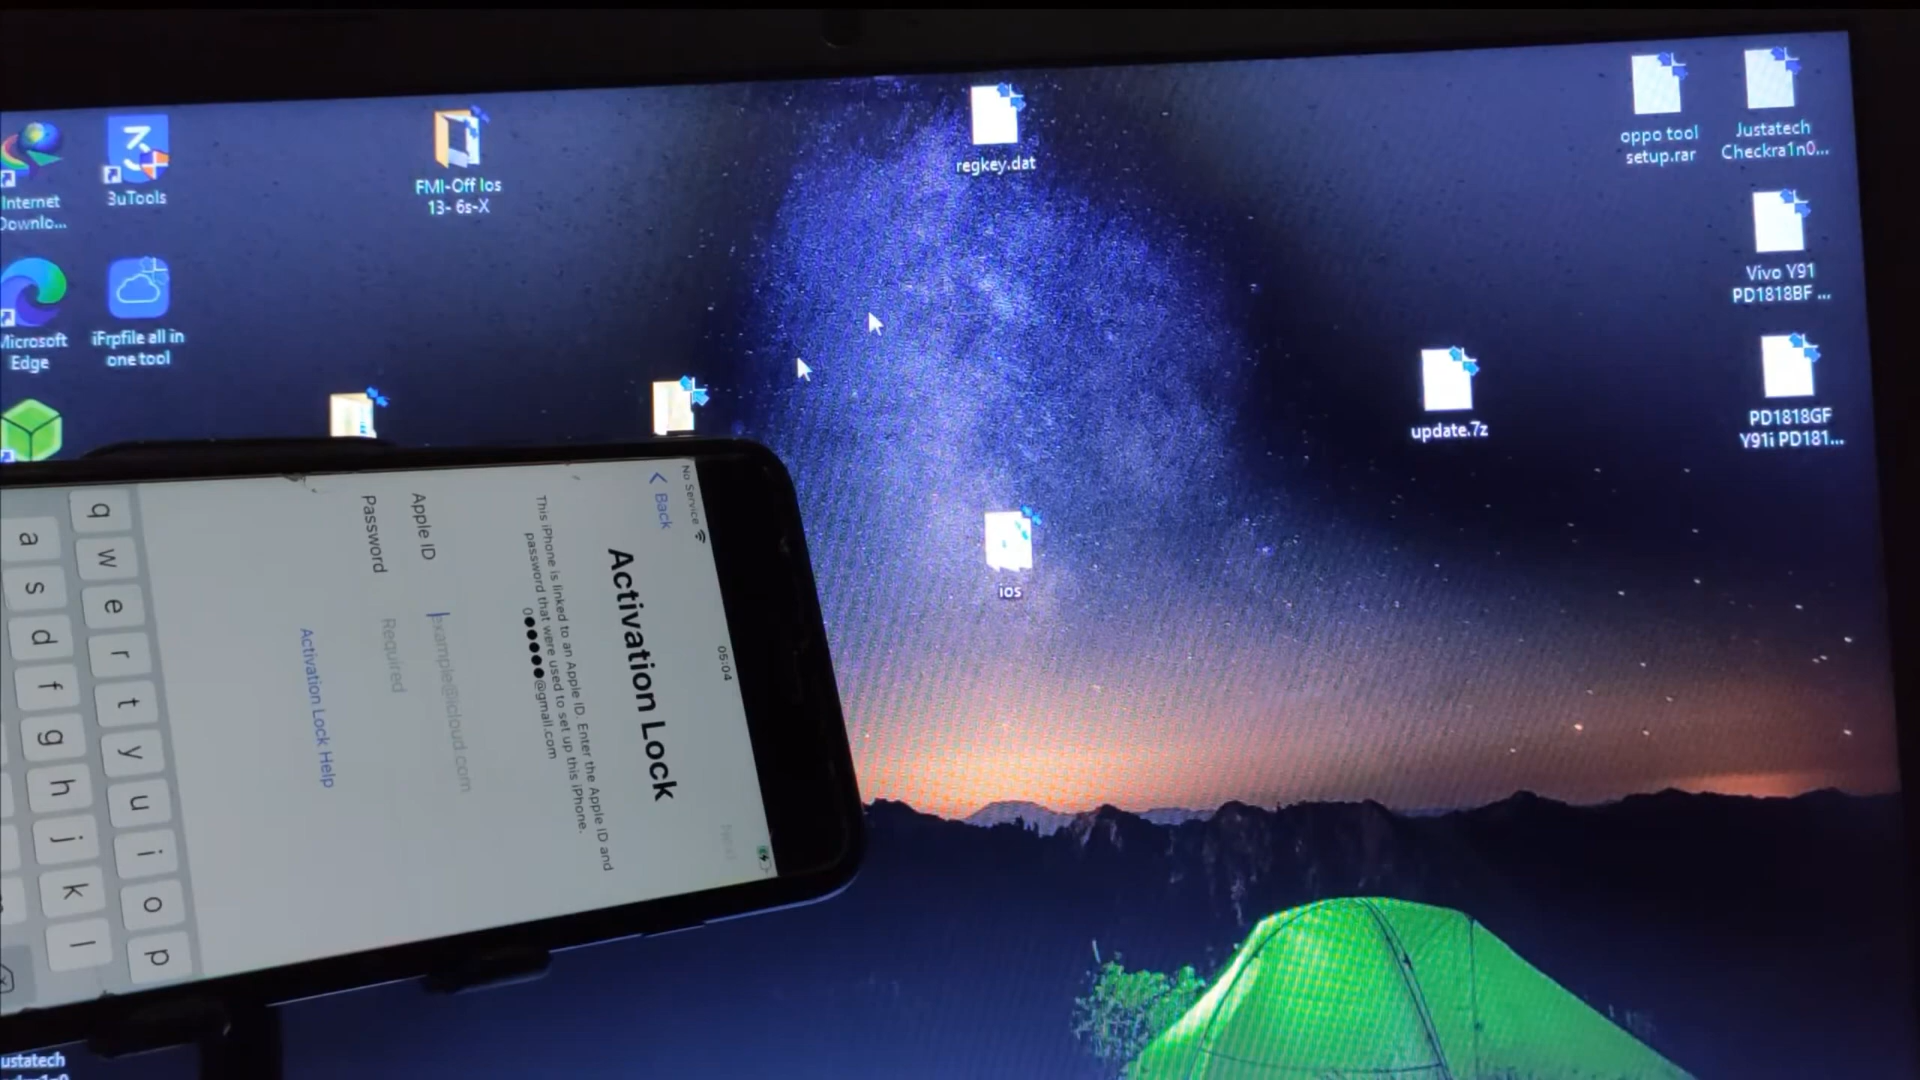 Internet
Downlo...
3uTools
FMI-Off Ios
13- 6s-X
regkey.dat
oppo tool
setup.rar
Justatech
Checkra1n0...
Microsoft
Edge
iFrpfile all in
one tool
Vivo Y91
PD1818BF ...
update.7z
PD1818GF
Y91i PD181...
ios
No Service
05:04
Back
Next
Activation Lock
This iPhone is linked to an Apple ID. Enter the Apple ID and
password that were used to set up this iPhone.
0●●●●●@gmail.com
Apple ID
example@icloud.com
Password
Required
Activation Lock Help
q w e r t y u i o p
a s d f g h j k l
ustatech